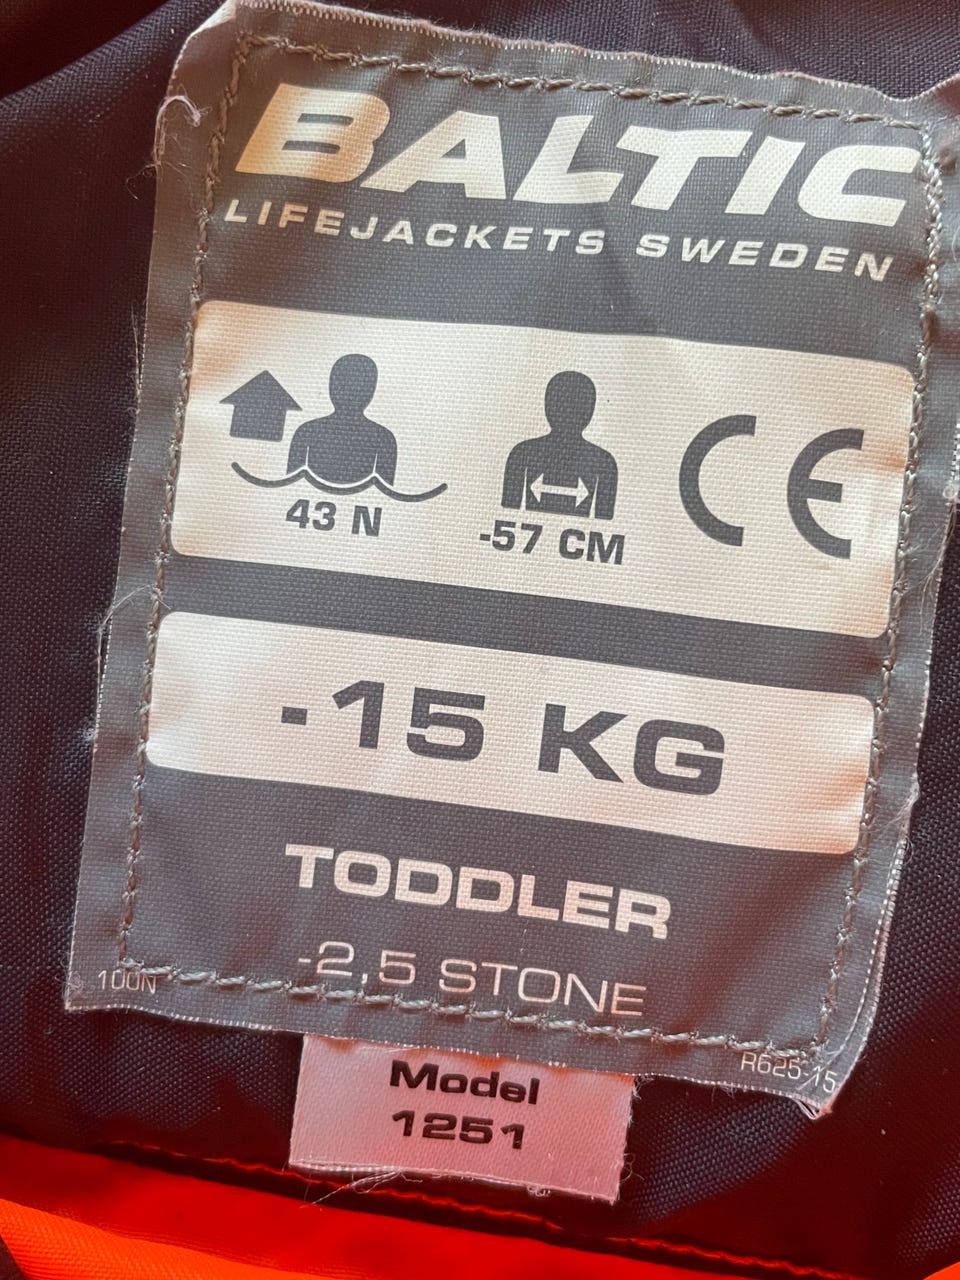 BALTIC
LIFEJACKETS SWEDEN
43 N
-57 CM
CE
-15 KG
TODDLER
-2,5 STONE
100N
R625-15
Model
1251